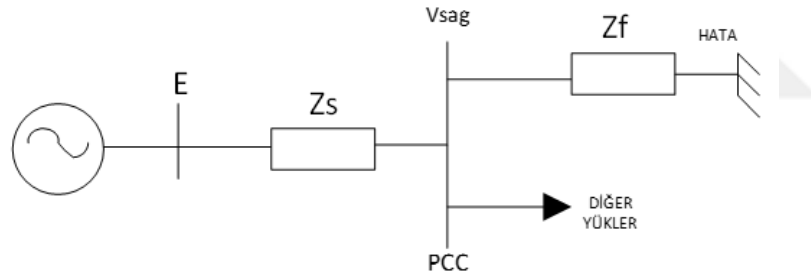 Vsag
Zf
HATA
E
Zs
DİĞER
YÜKLER
PCC